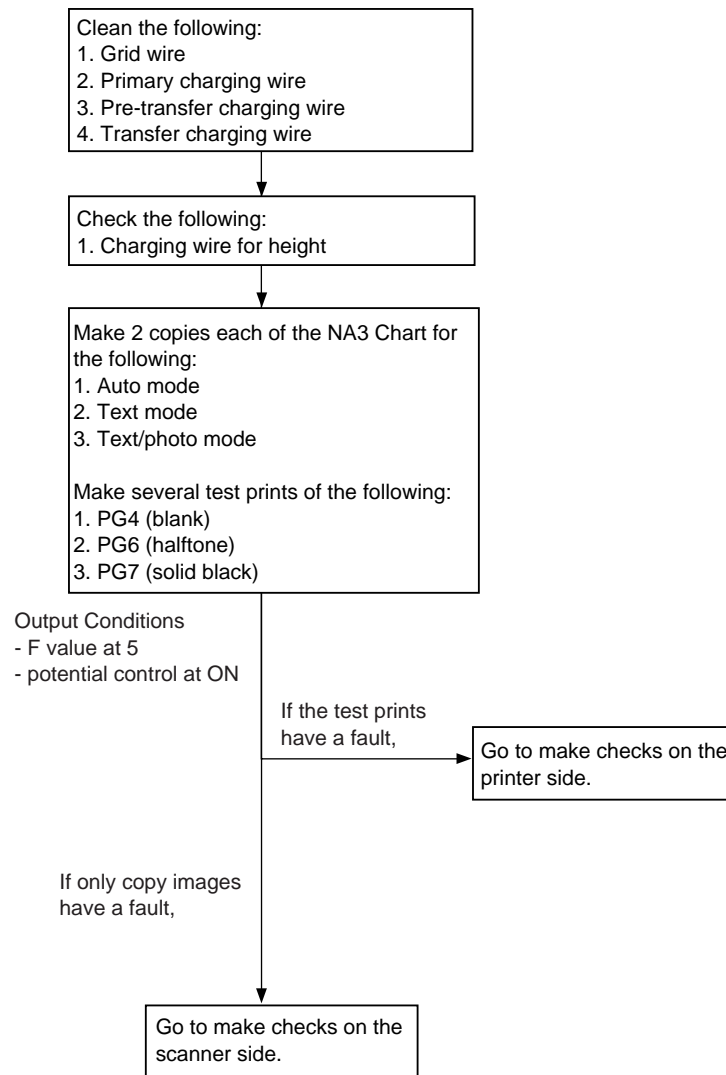 Clean the following:
1. Grid wire
2. Primary charging wire
3. Pre-transfer charging wire
4. Transfer charging wire
Check the following:
1. Charging wire for height
Make 2 copies each of the NA3 Chart for
the following:
1. Auto mode
2. Text mode
3. Text/photo mode
Make several test prints of the following:
1. PG4 (blank)
2. PG6 (halftone)
3. PG7 (solid black)
Output Conditions
- F value at 5
- potential control at ON
If the test prints
have a fault,
Go to make checks on the
printer side.
If only copy images
have a fault,
Go to make checks on the
scanner side.